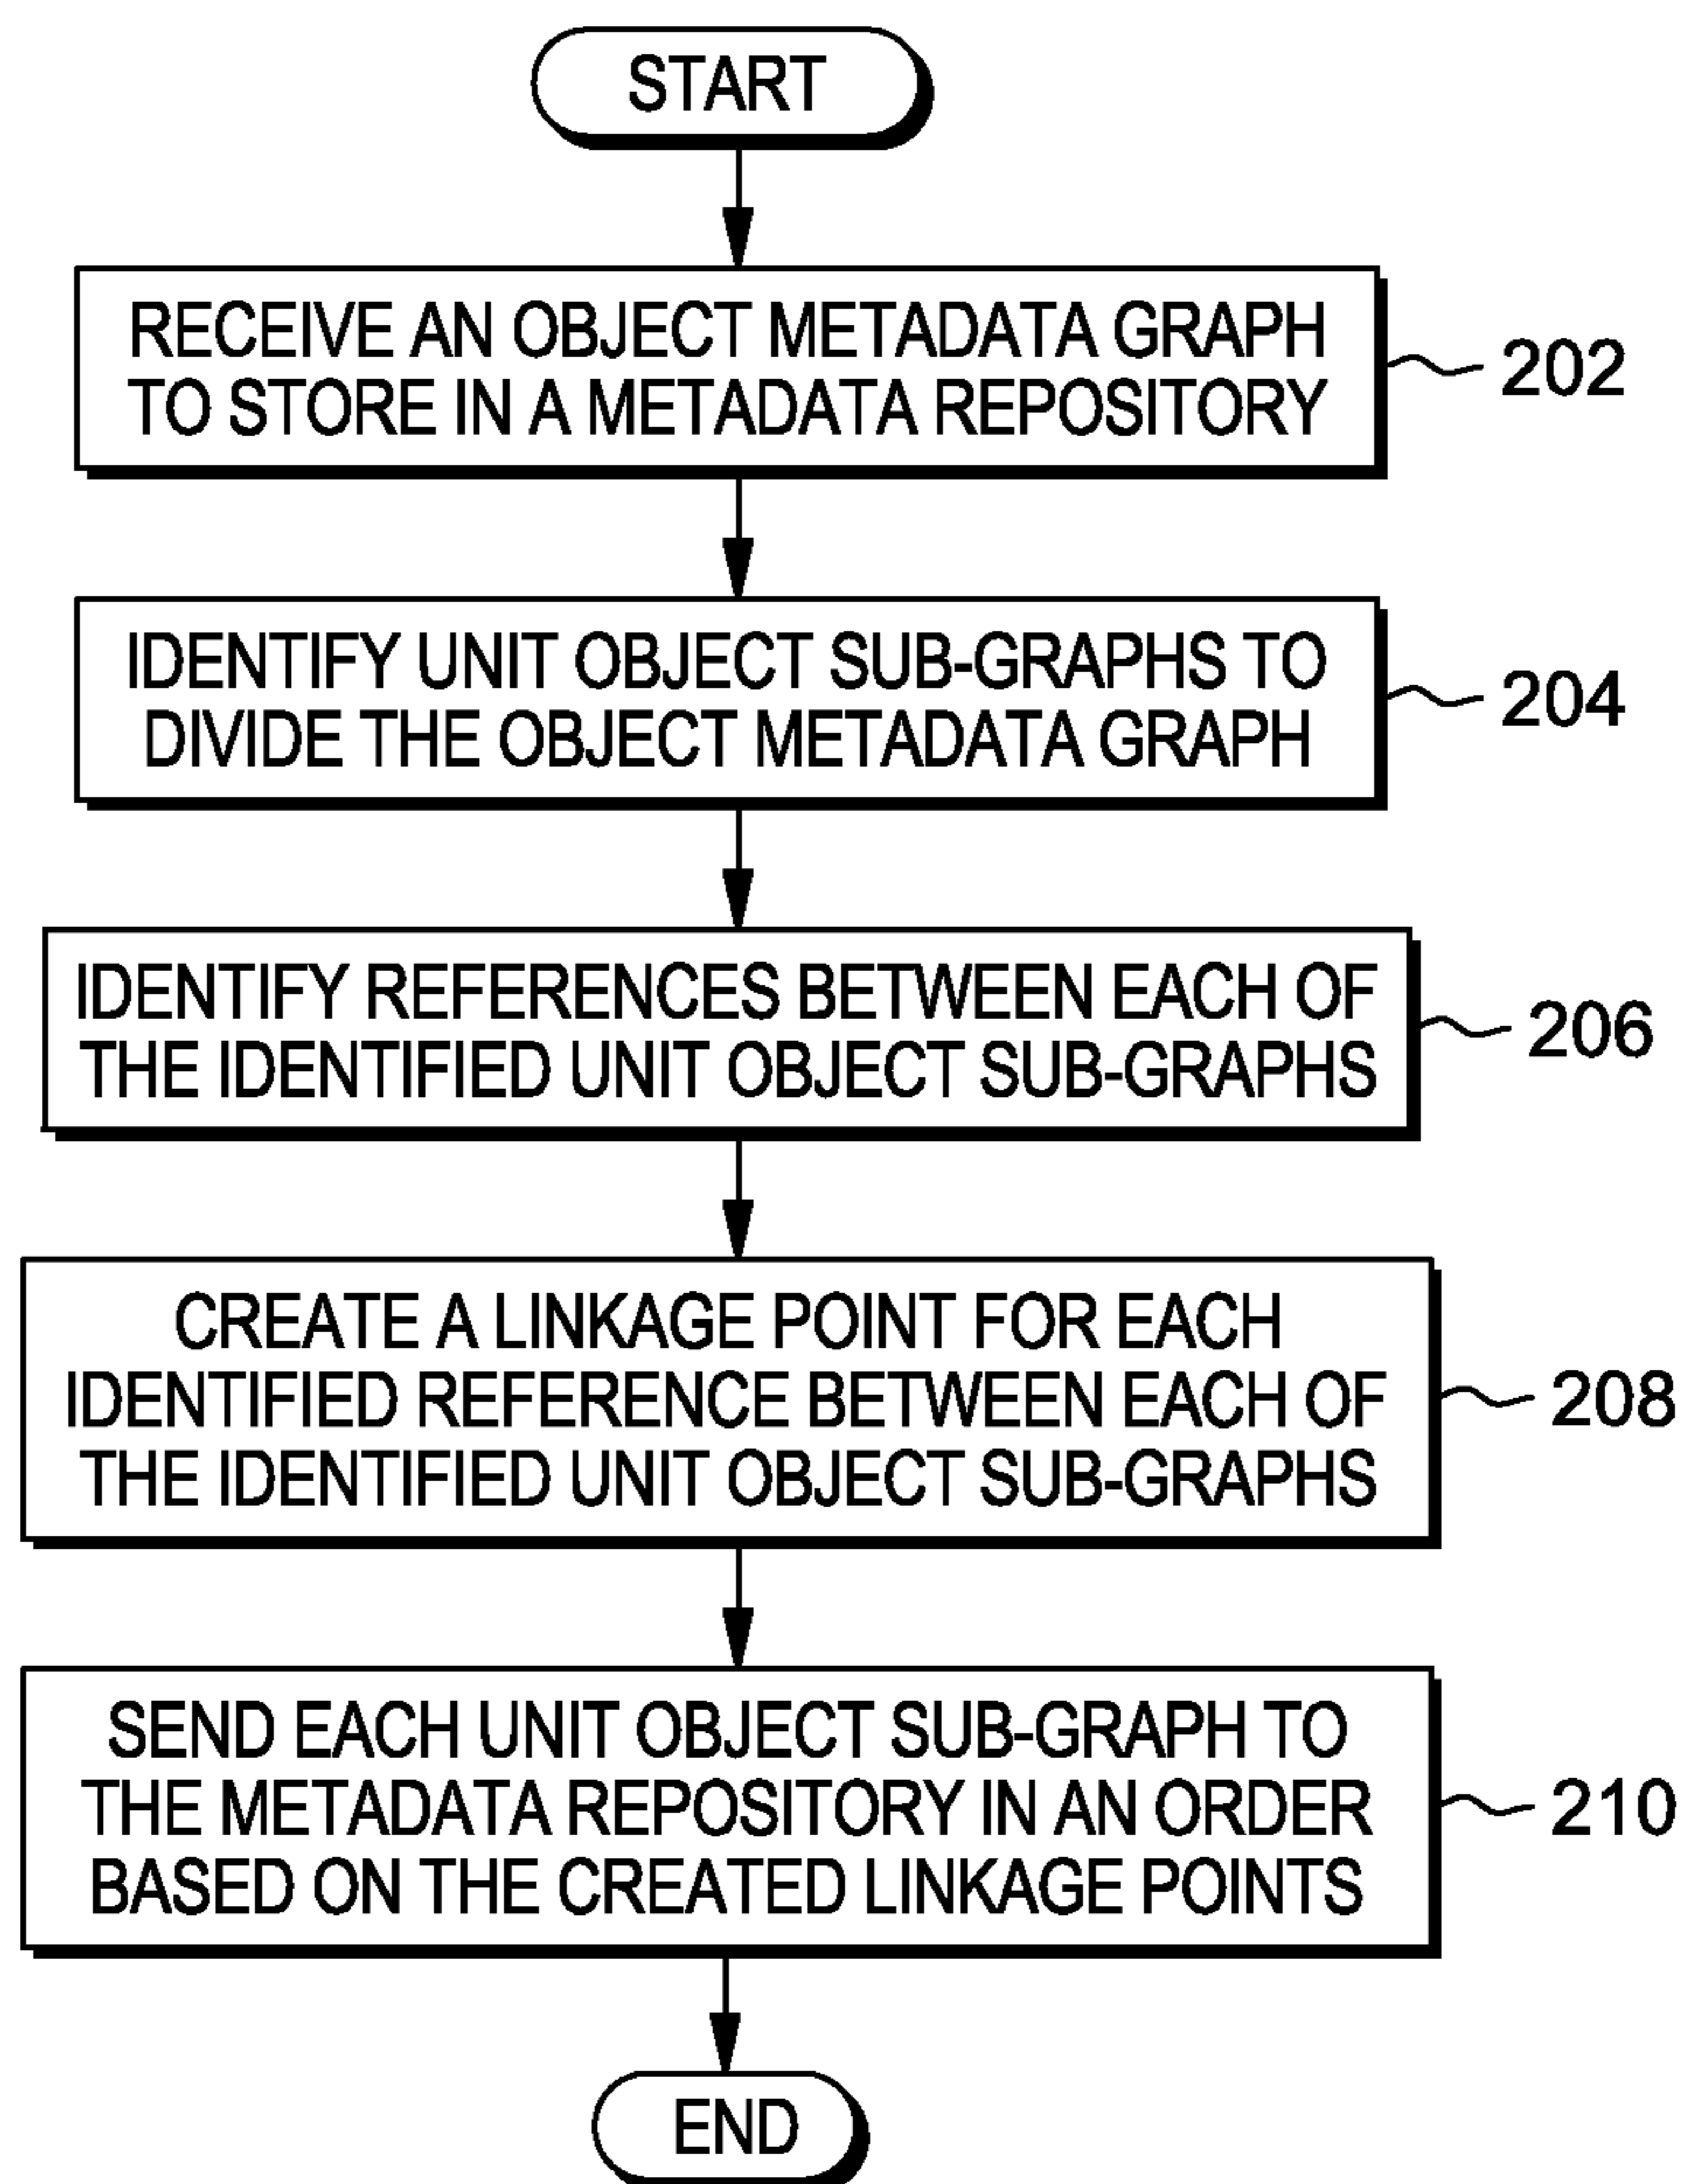 START
RECEIVE AN OBJECT METADATA GRAPH
TO STORE IN A METADATA REPOSITORY
202
IDENTIFY UNIT OBJECT SUB-GRAPHS TO
DIVIDE THE OBJECT METADATA GRAPH
204
IDENTIFY REFERENCES BETWEEN EACH OF
THE IDENTIFIED UNIT OBJECT SUB-GRAPHS
206
CREATE A LINKAGE POINT FOR EACH
IDENTIFIED REFERENCE BETWEEN EACH OF
THE IDENTIFIED UNIT OBJECT SUB-GRAPHS
208
SEND EACH UNIT OBJECT SUB-GRAPH TO
THE METADATA REPOSITORY IN AN ORDER
BASED ON THE CREATED LINKAGE POINTS
210
END